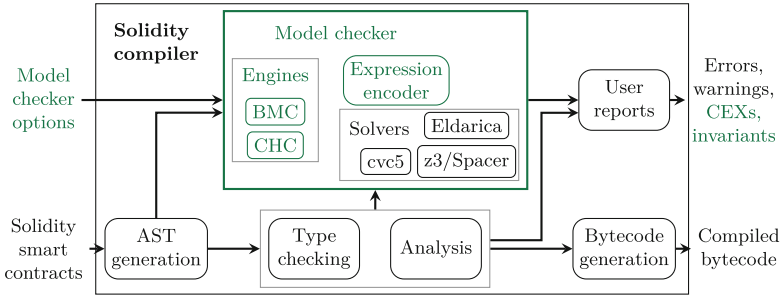 Solidity
compiler
Model checker
Engines
BMC
CHC
Expression
encoder
Solvers
Eldarica
cvc5
z3/Spacer
Model
checker
options
User
reports
Errors,
warnings,
CEXs,
invariants
Solidity
smart
contracts
AST
generation
Type
checking
Analysis
Bytecode
generation
Compiled
bytecode